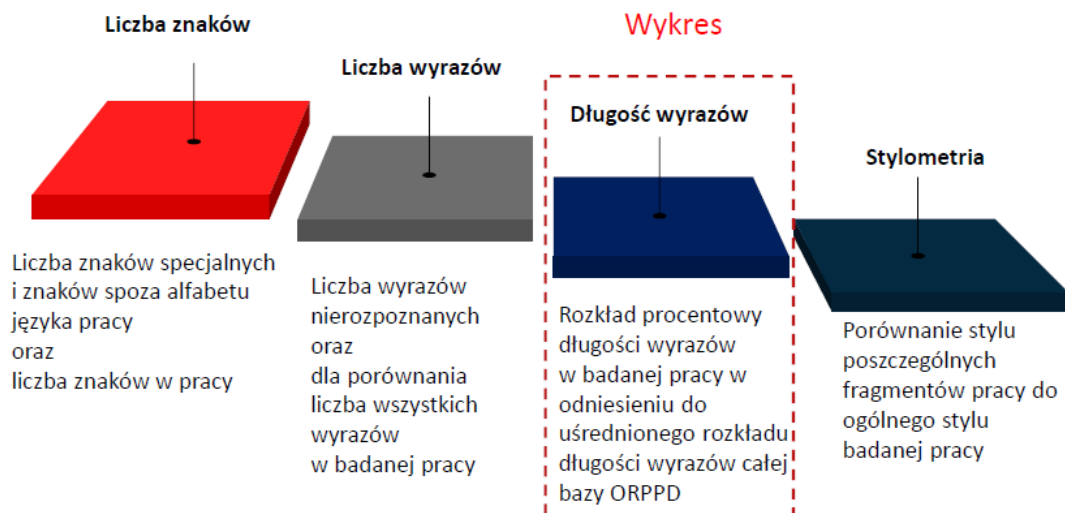 Liczba znaków
Liczba znaków specjalnych
i znaków spoza alfabetu
języka pracy
oraz
liczba znaków w pracy
Liczba wyrazów
Liczba wyrazów
nierozpoznanych
oraz
dla porównania
liczba wszystkich
wyrazów
w badanej pracy
Wykres
Długość wyrazów
Rozkład procentowy
długości wyrazów
w badanej pracy w
odniesieniu do
uśrednionego rozkładu
długości wyrazów całej
bazy ORPPD
Stylometria
Porównanie stylu
poszczególnych
fragmentów pracy do
ogólnego stylu
badanej pracy